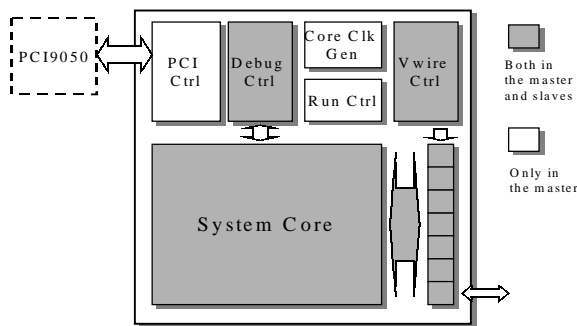 PCI9050
PCI
Ctrl
Debug
Ctrl
Core Clk
Gen
Run Ctrl
Vwire
Ctrl
System Core
Both in
the master
and slaves
Only in
the master